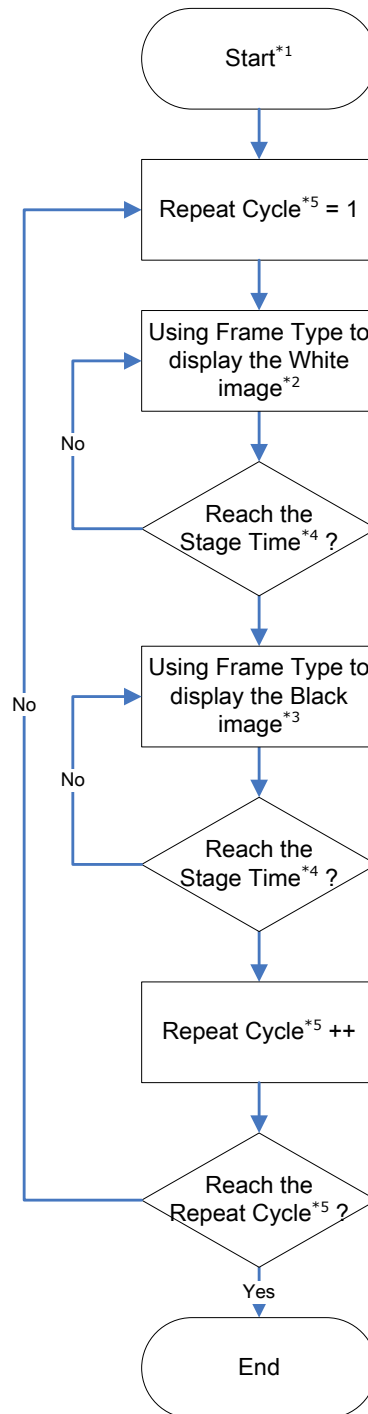 Start*1
Repeat Cycle*5 = 1
Using Frame Type to
display the White
image*2
No
Reach the
Stage Time*4 ?
Using Frame Type to
display the Black
image*3
No
No
Reach the
Stage Time*4 ?
Repeat Cycle*5 ++
Reach the
Repeat Cycle*5 ?
Yes
End